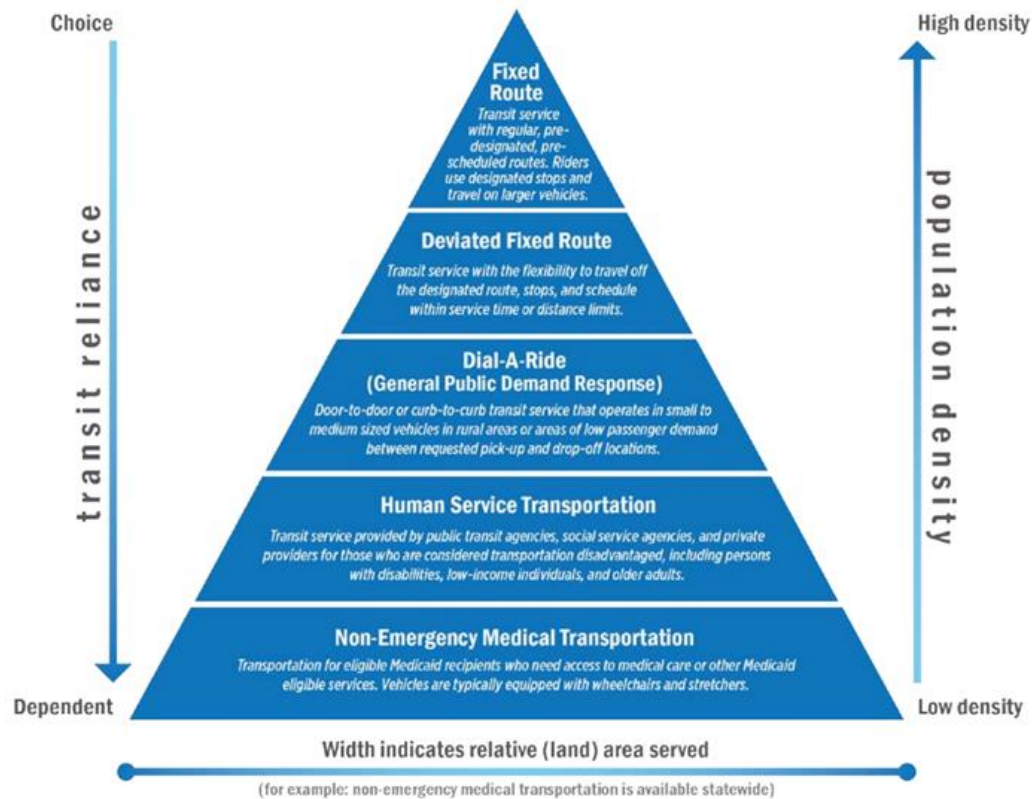 Choice
High density
Fixed
Route
Transit service
with regular, pre-
designated, pre-
scheduled routes. Riders
use designated stops and
travel on larger vehicles.
Deviated Fixed Route
Transit service with the flexibility to travel off
the designated route, stops, and schedule
within service time or distance limits.
transit reliance
population density
Dial-A-Ride
(General Public Demand Response)
Door-to-door or curb-to-curb transit service that operates in small to
medium sized vehicles in rural areas or areas of low passenger demand
between requested pick-up and drop-off locations.
Human Service Transportation
Transit service provided by public transit agencies, social service agencies, and private
providers for those who are considered transportation disadvantaged, including persons
with disabilities, low-income individuals, and older adults.
Non-Emergency Medical Transportation
Transportation for eligible Medicaid recipients who need access to medical care or other Medicaid
eligible services. Vehicles are typically equipped with wheelchairs and stretchers.
Dependent
Low density
Width indicates relative (land) area served
(for example: non-emergency medical transportation is available statewide)